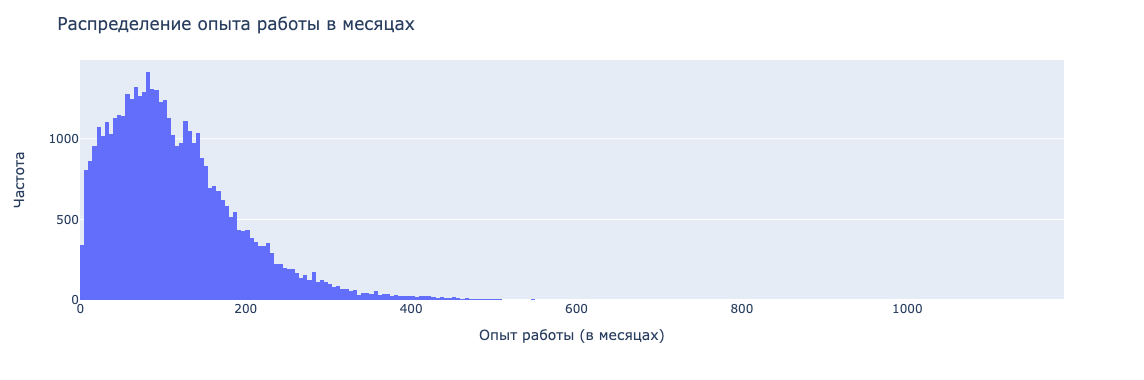 Распределение опыта работы в месяцах
Частота
1000
500
0
0 200 400 600 800 1000
Опыт работы (в месяцах)